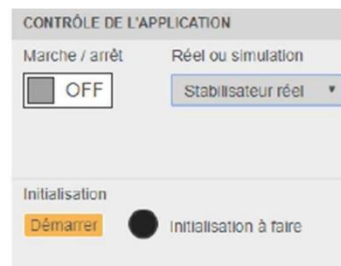 CONTRÔLE DE L'APPLICATION
Marche / arrêt Réel ou simulation
OFF Stabilisateur réel
Initialisation
Démarrer Initialisation à faire